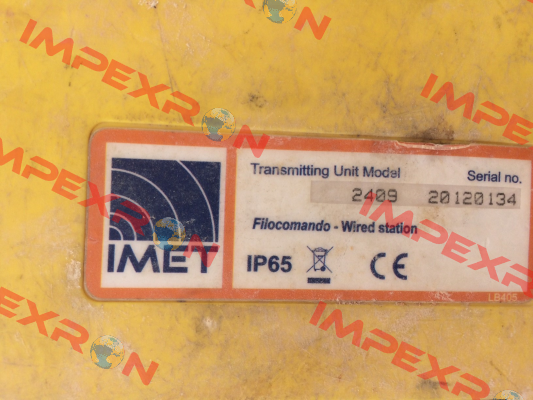 IMPEXRON
IMPEXRON
IMPEXRON
IMET
Transmitting Unit Model
Serial no.
2409 20120134
Filocomando - Wired station
IP65
CE
LB405
IMPEXRON
IMPEXRON
IMPEXRON
IMPEXRON